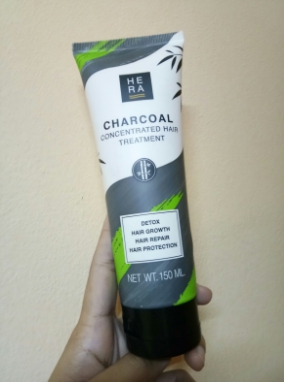 HE
RA
CHARCOAL
CONCENTRATED HAIR
TREATMENT
DETOX
HAIR GROWTH
HAIR REPAIR
HAIR PROTECTION
NET WT. 150 ML